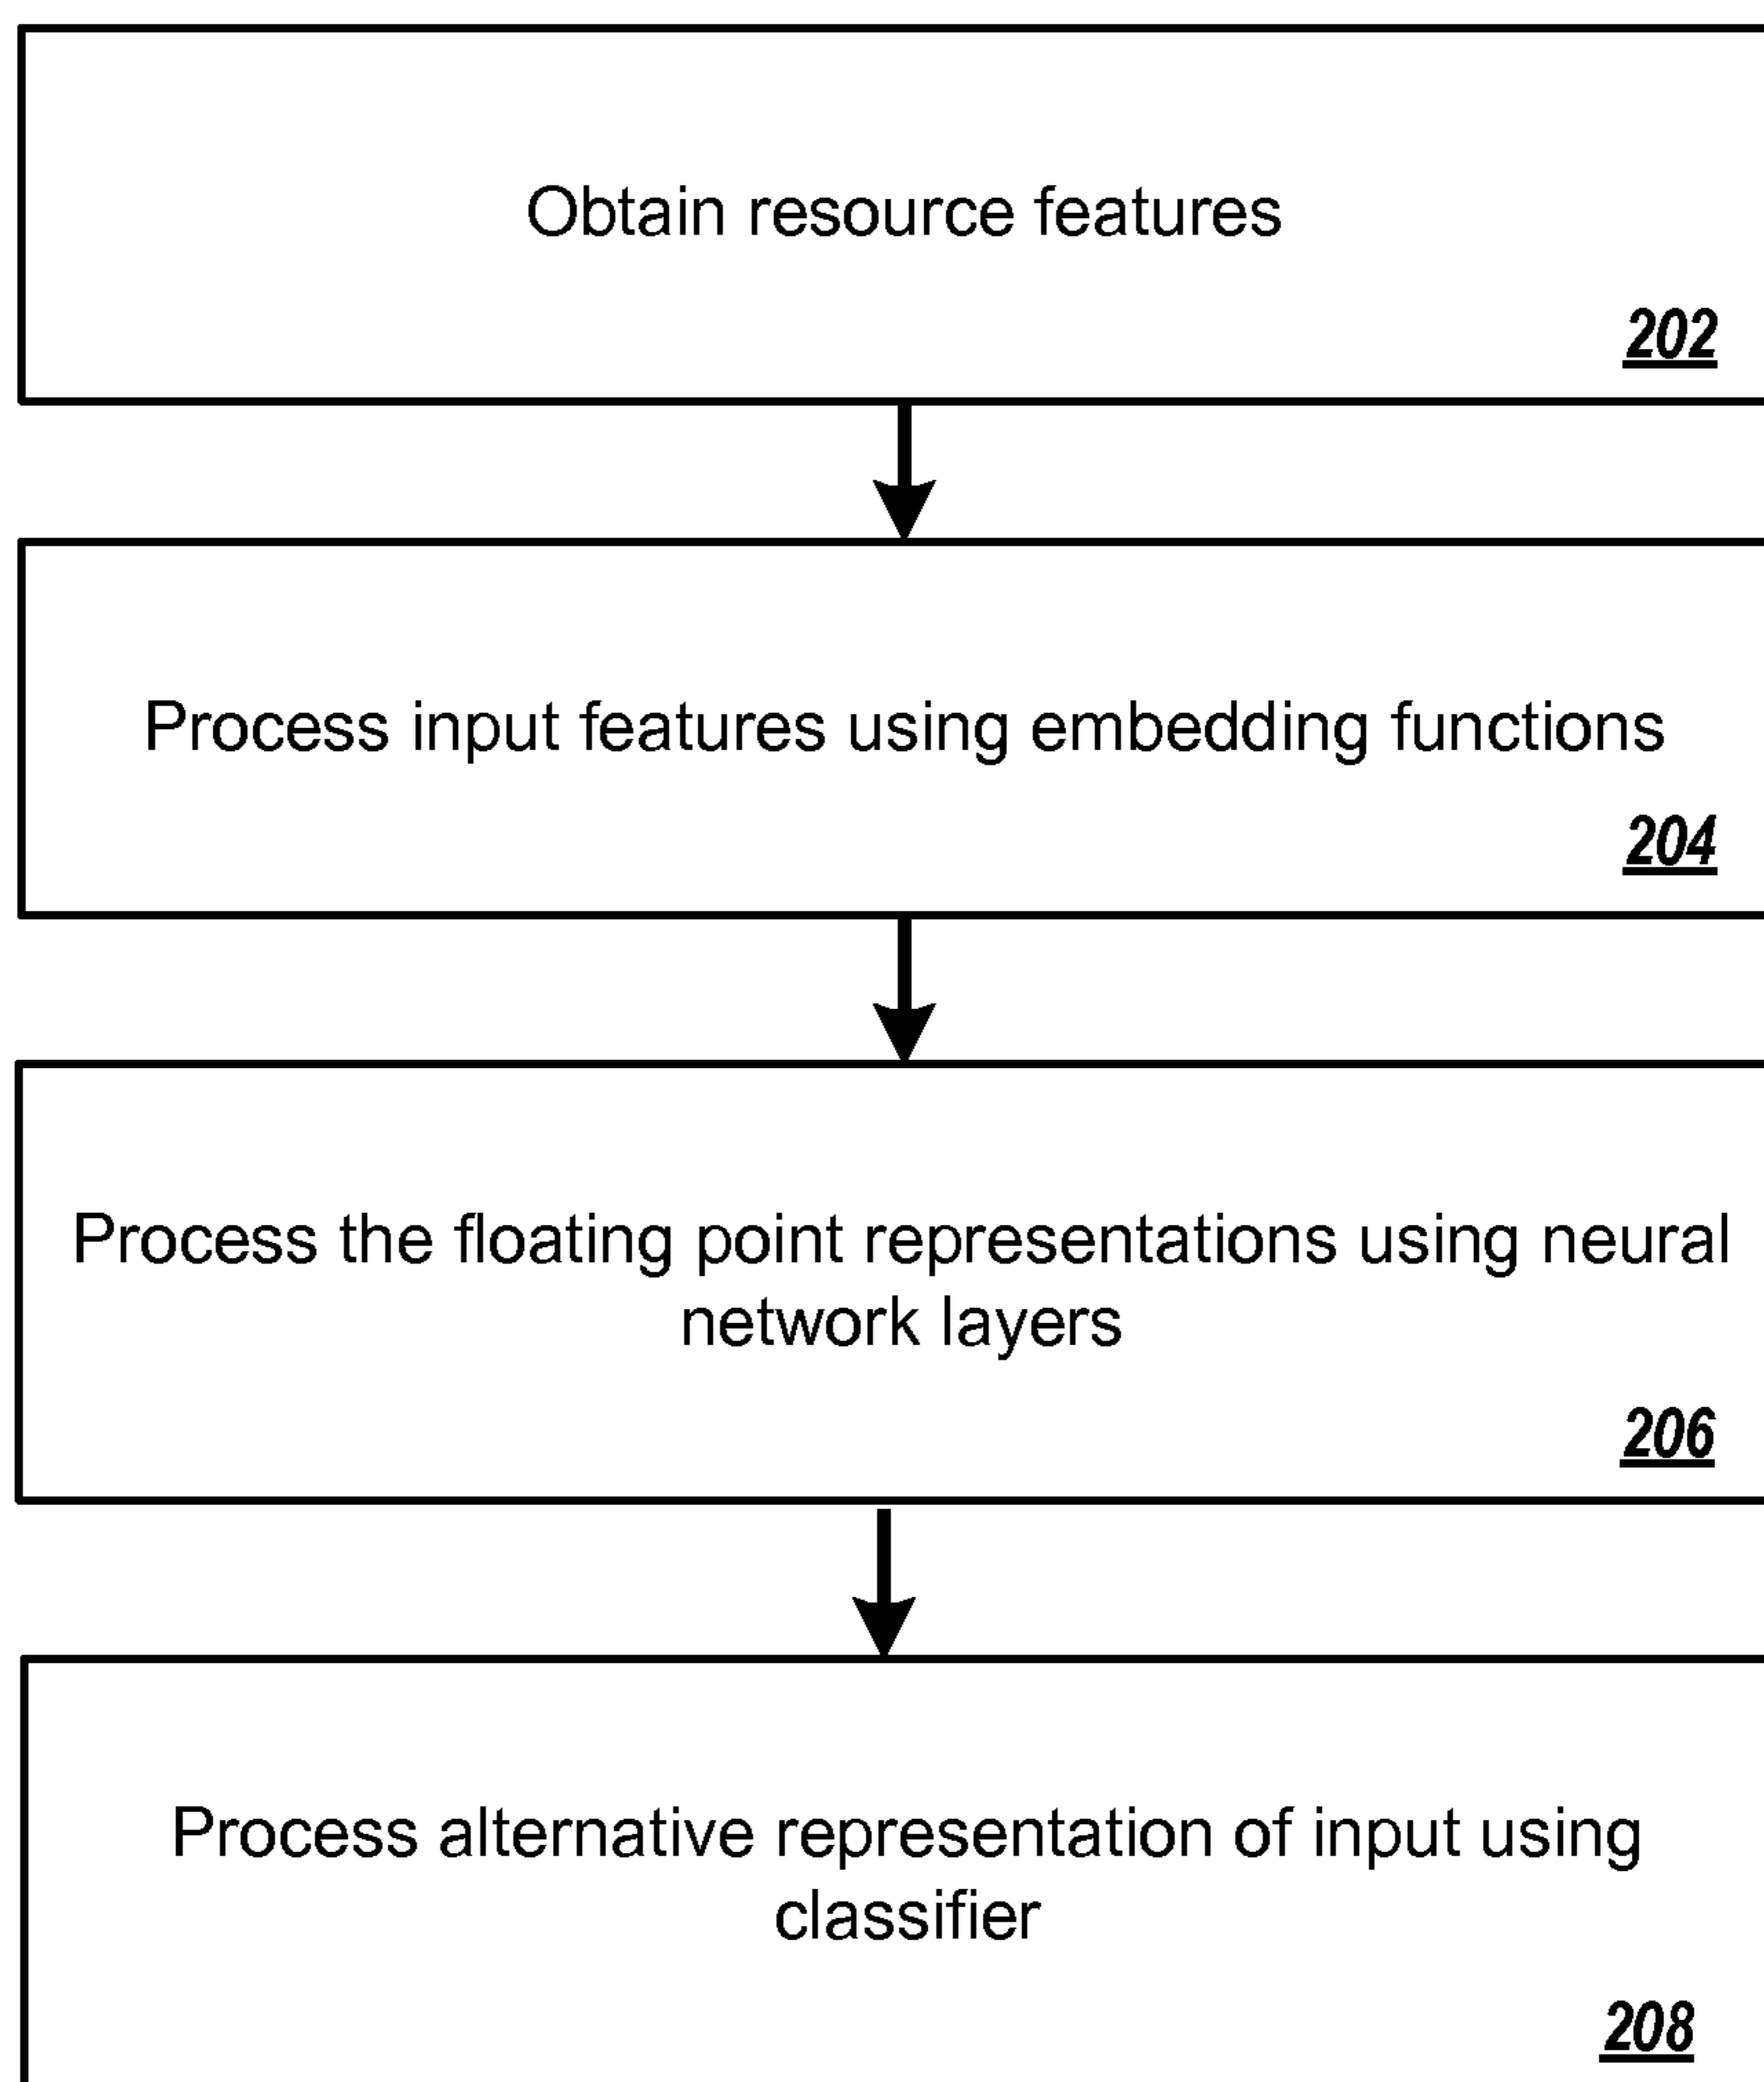 Obtain resource features
202
Process input features using embedding functions
204
Process the floating point representations using neural
network layers
206
Process alternative representation of input using
classifier
208